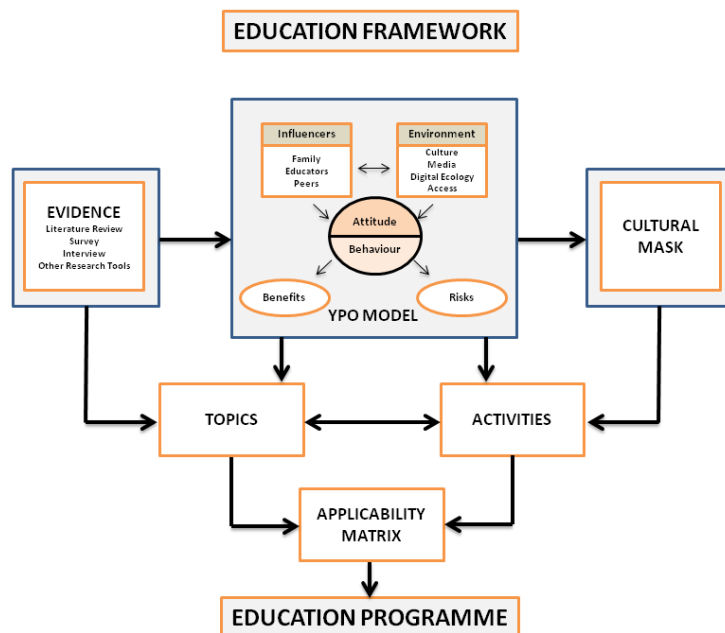 EDUCATION FRAMEWORK
Influencers
Family
Educators
Peers
Environment
Culture
Media
Digital Ecology
Access
Attitude
Behaviour
Benefits
Risks
YPO MODEL
EVIDENCE
Literature Review
Survey
Interview
Other Research Tools
CULTURAL
MASK
TOPICS
ACTIVITIES
APPLICABILITY
MATRIX
EDUCATION PROGRAMME